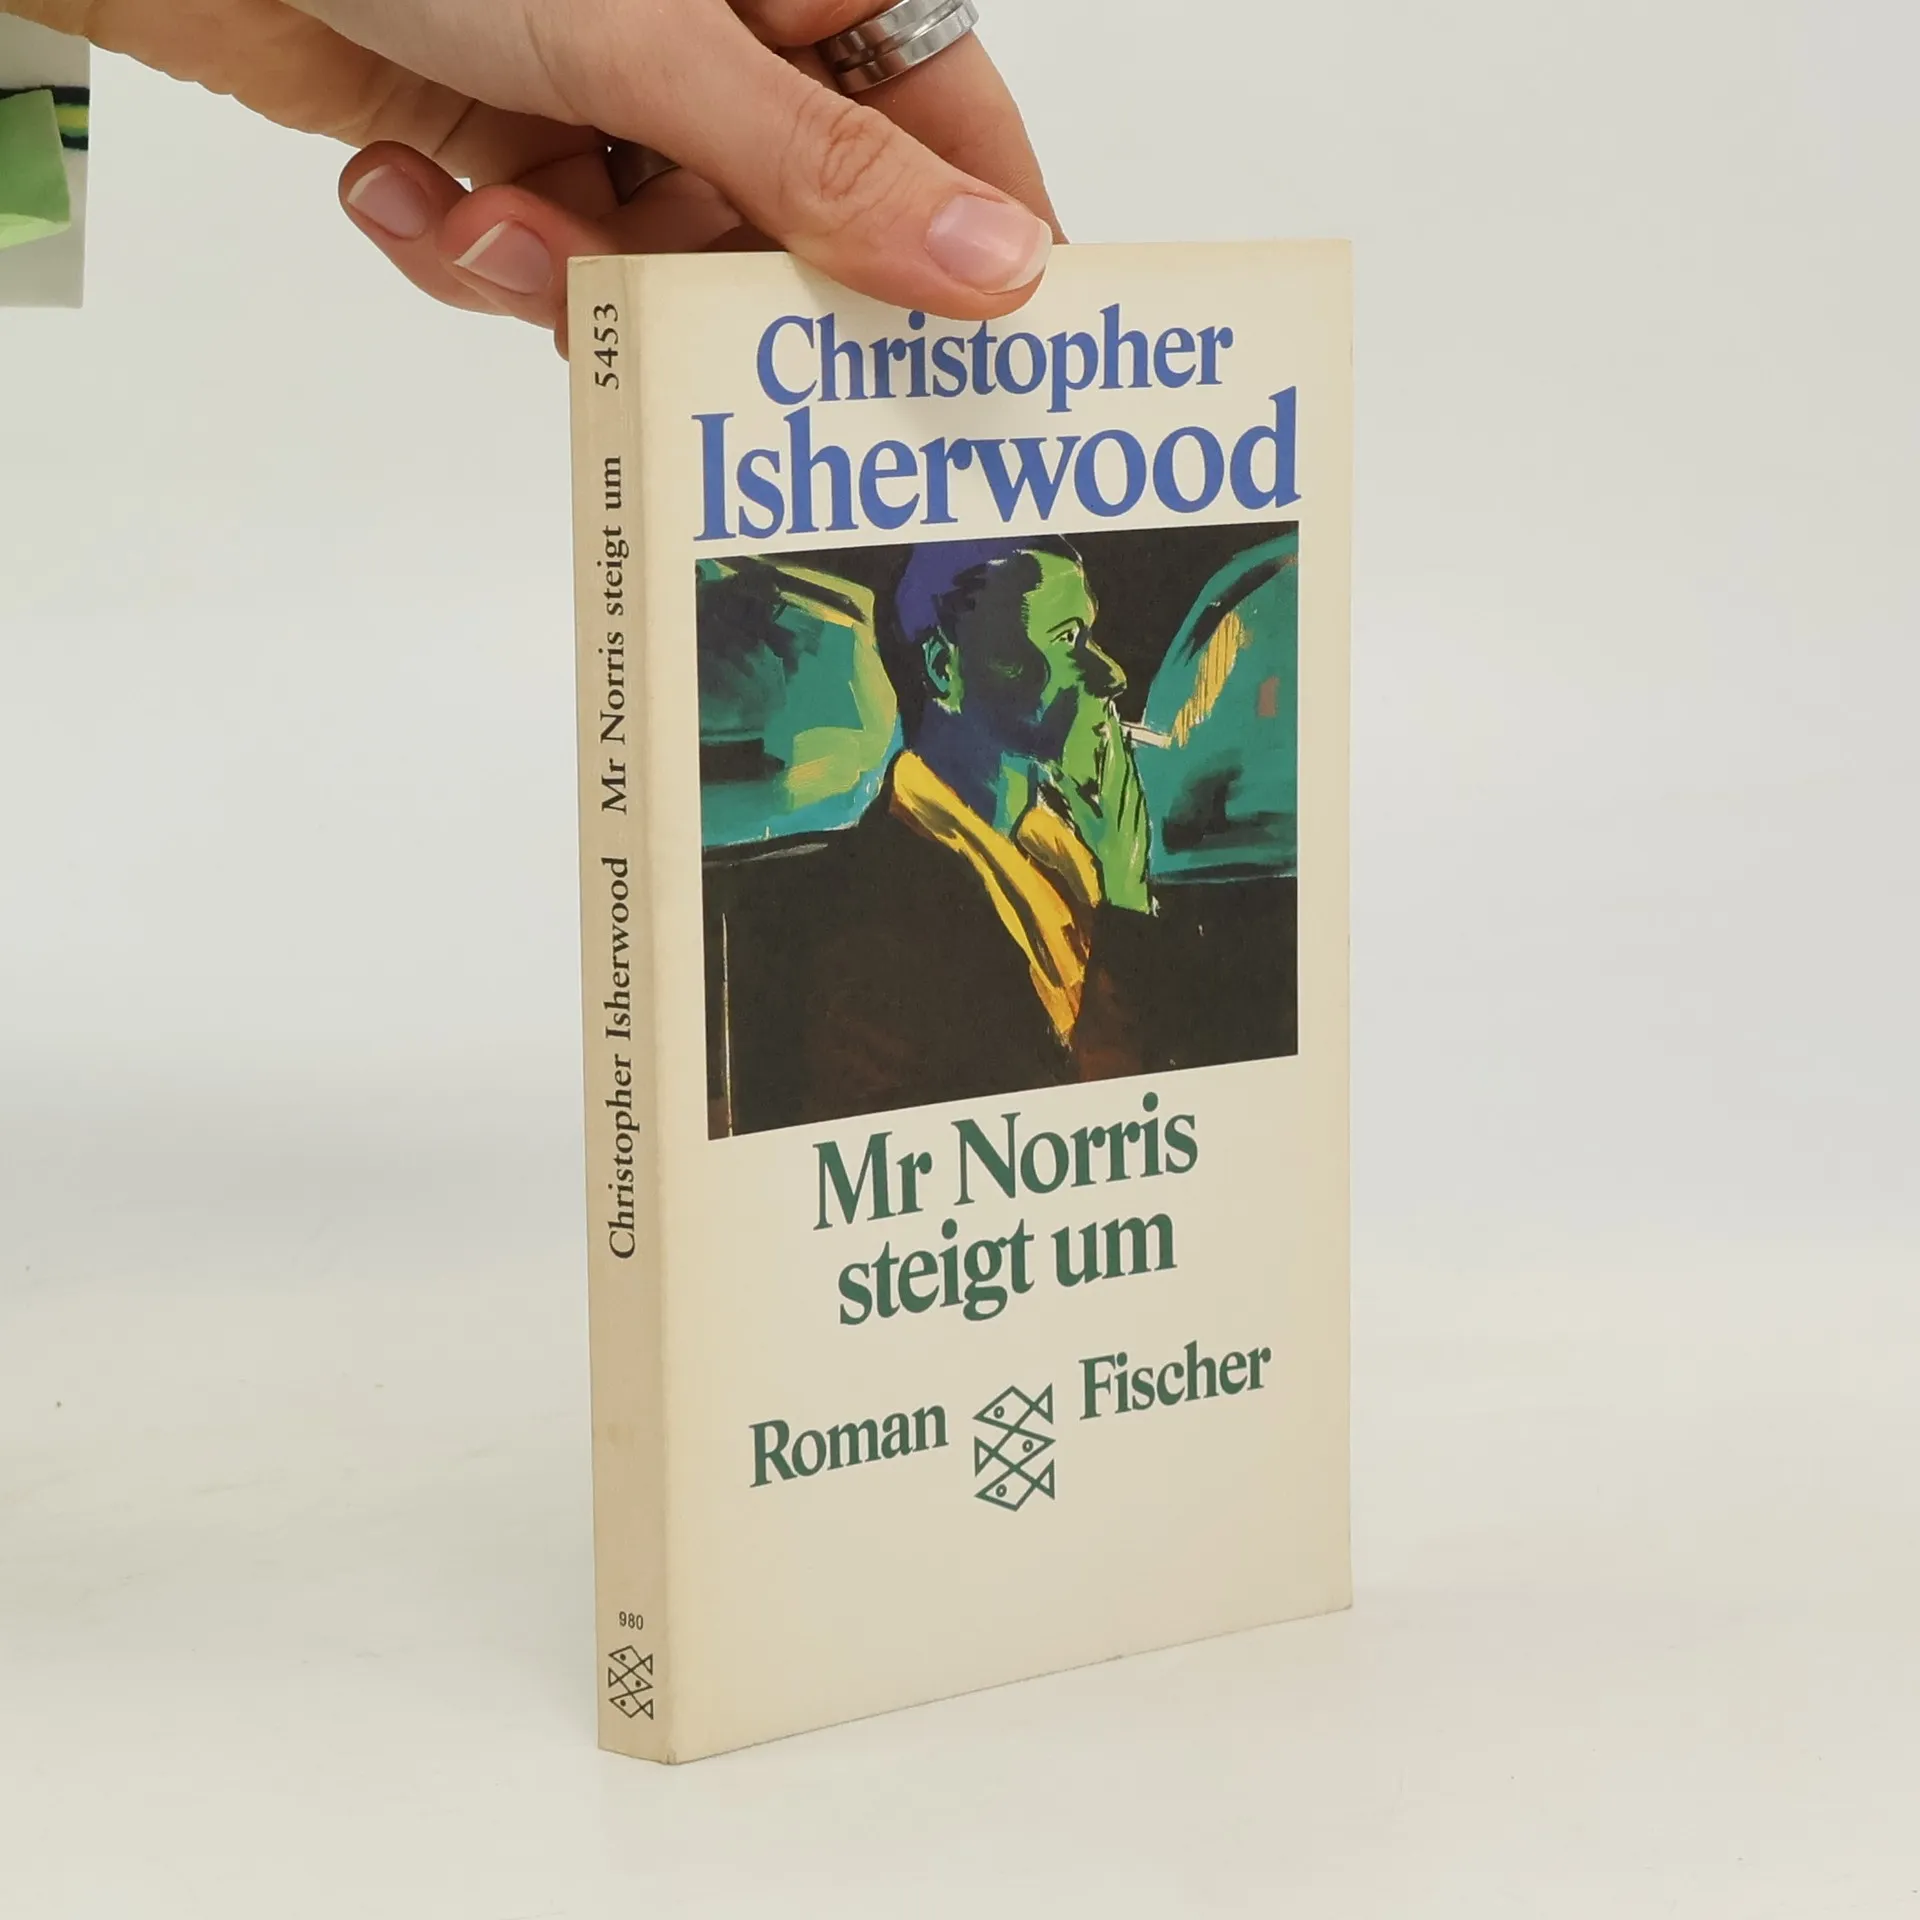 Christopher
Isherwood
Mr Norris
steigt um
Roman Fischer
Christopher Isherwood Mr Norris steigt um 5453
980